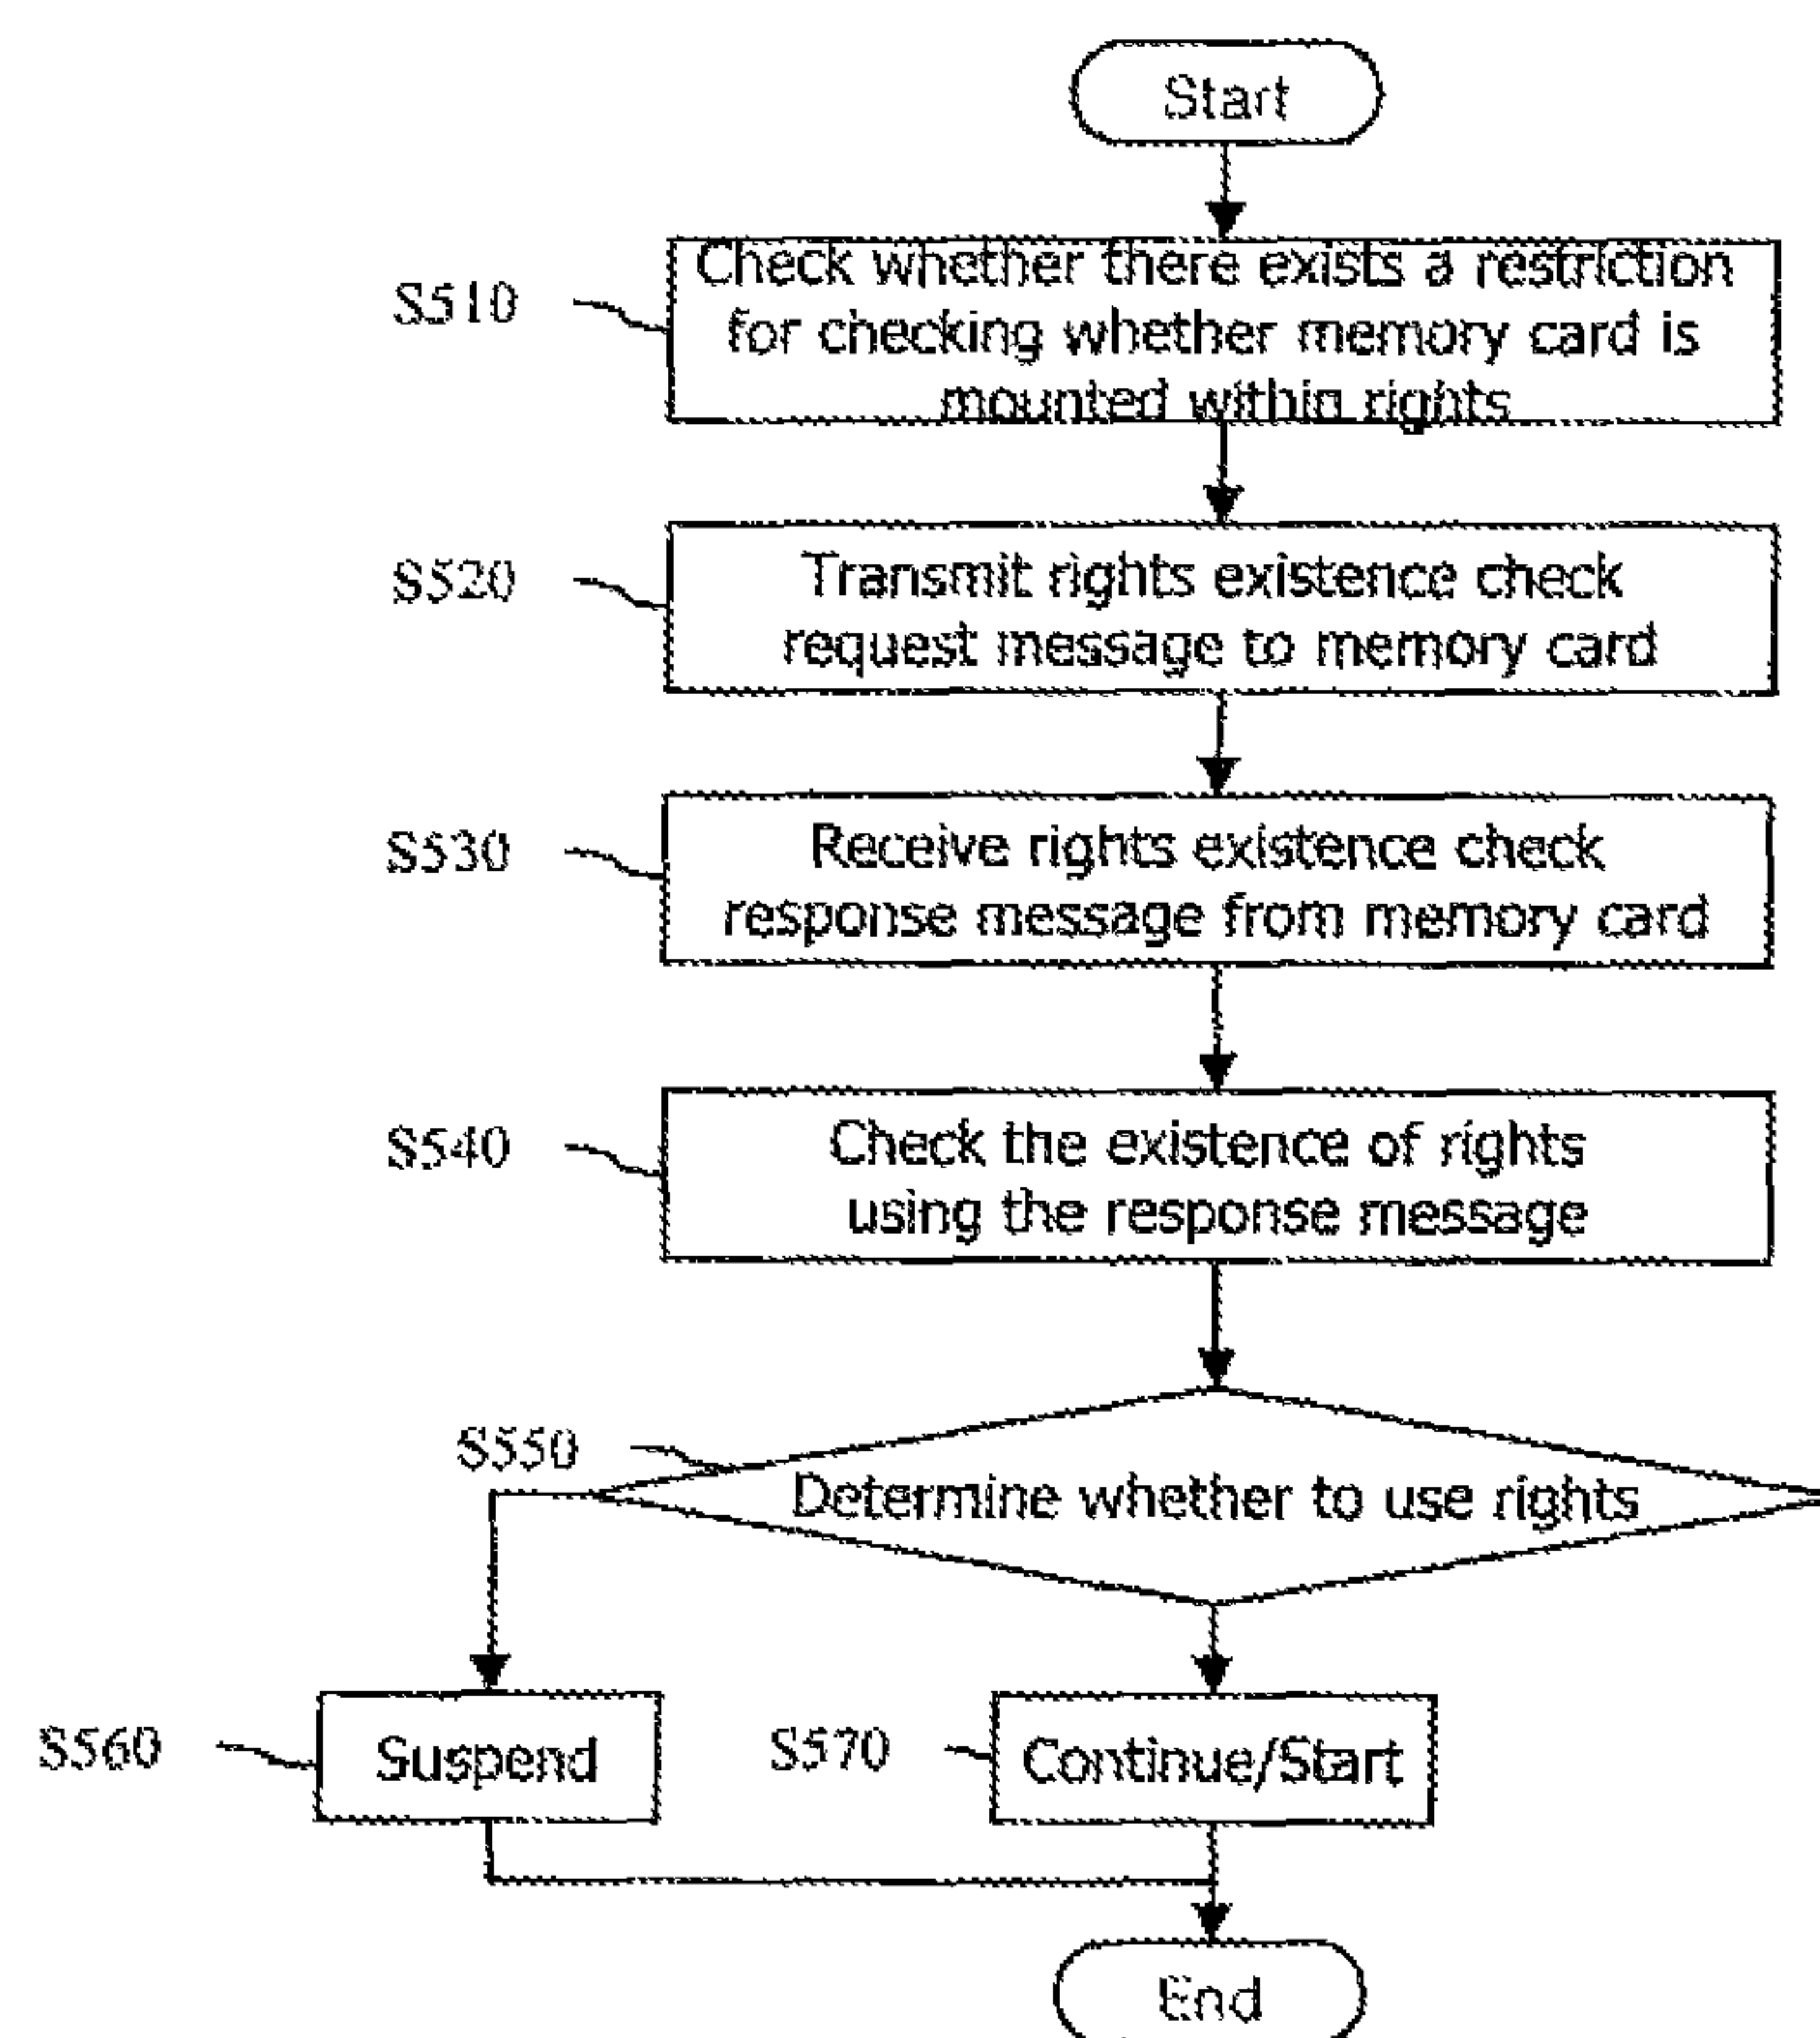 Start
S510
Check whether there exists a restriction
for checking whether memory card is
mounted within rights
S520
Transmit rights existence check
request message to memory card
S530
Receive rights existence check
response message from memory card
S540
Check the existence of rights
using the response message
S550
Determine whether to use rights
S560
Suspend
S570
Continue/Start
End